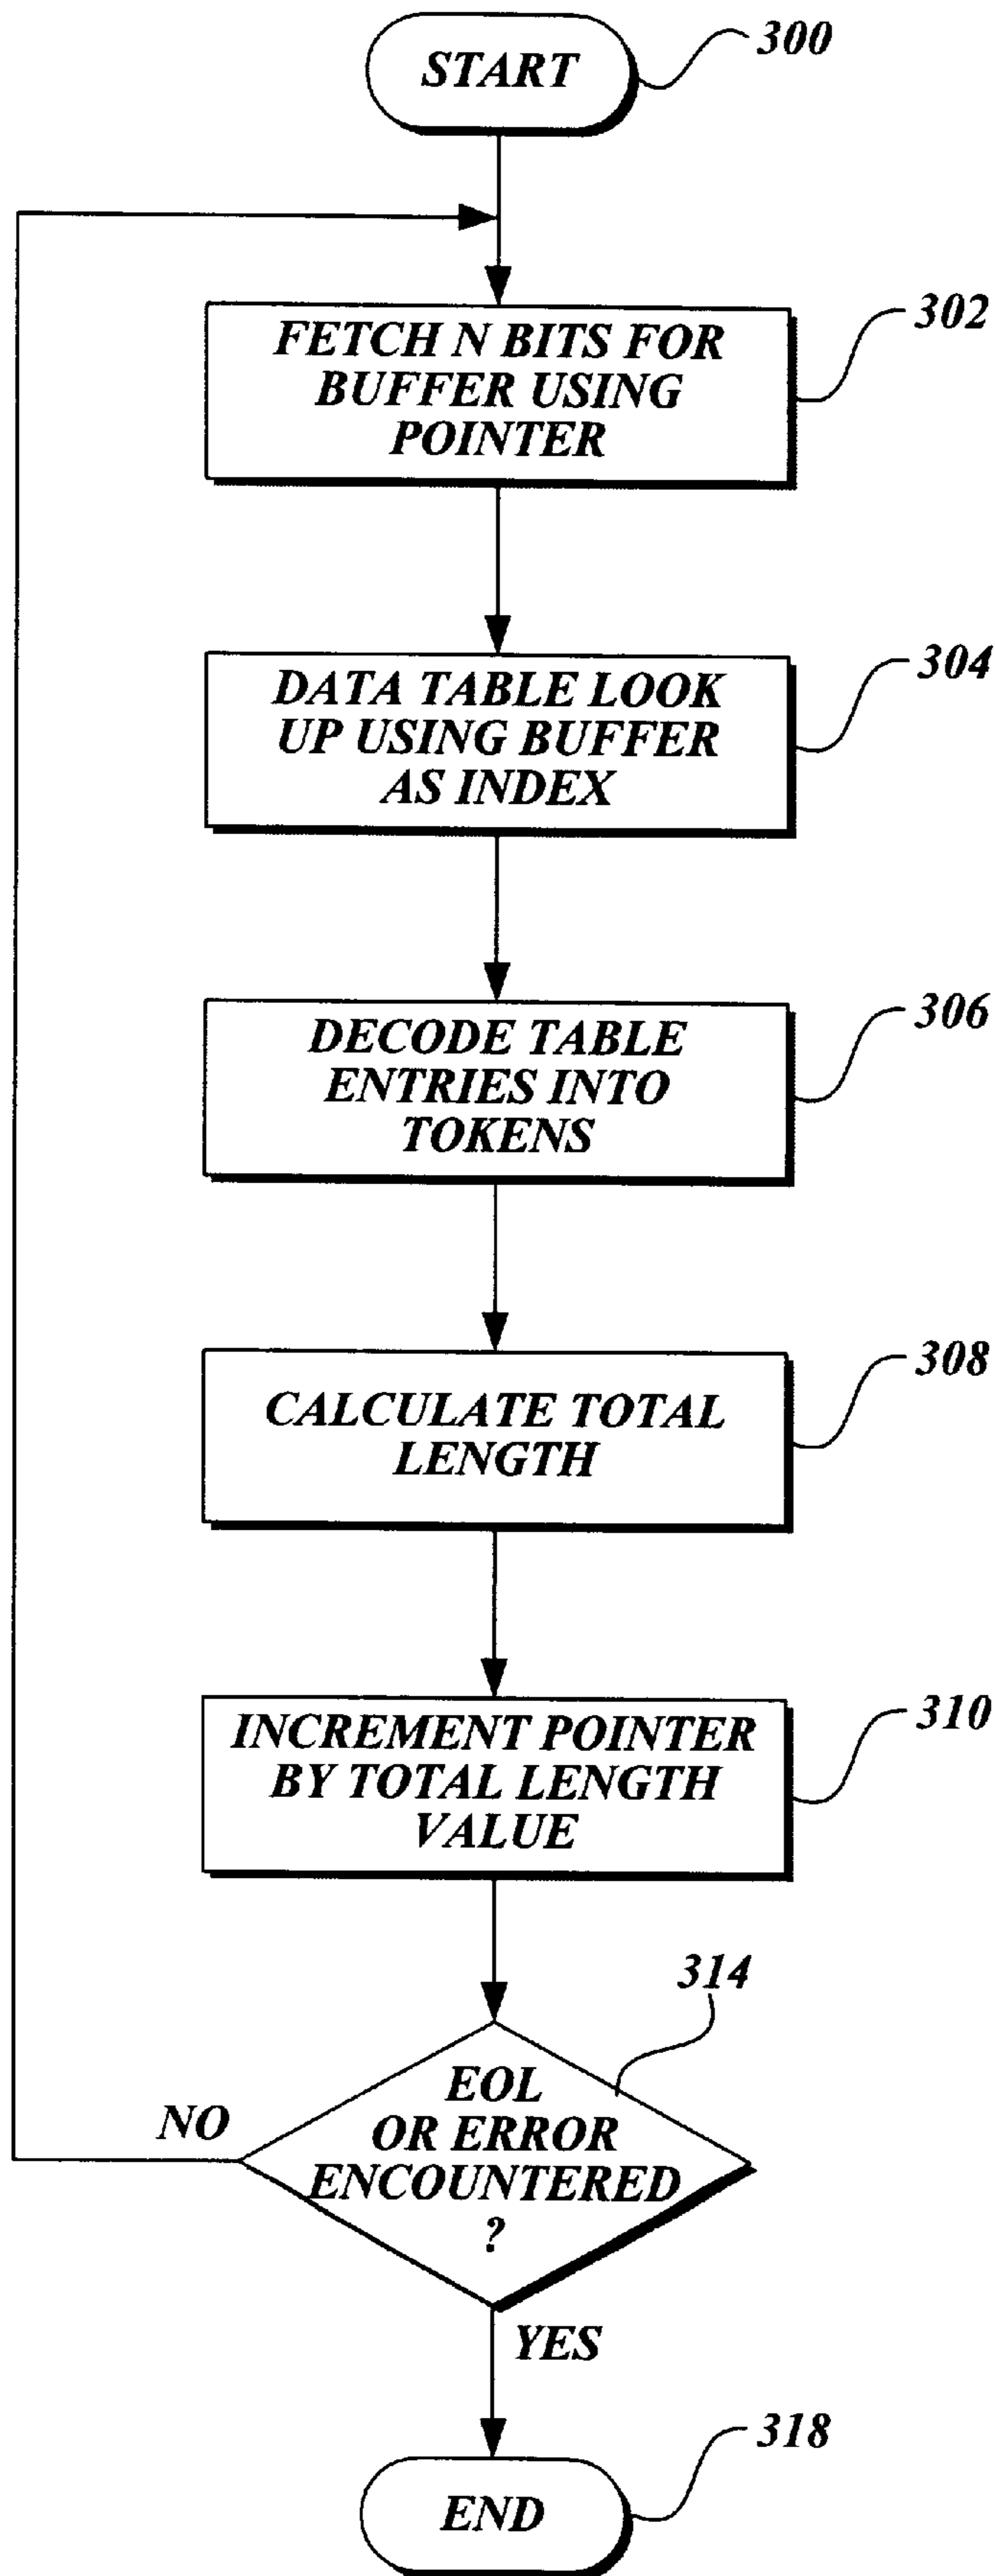 START
300
FETCH N BITS FOR
BUFFER USING
POINTER
302
DATA TABLE LOOK
UP USING BUFFER
AS INDEX
304
DECODE TABLE
ENTRIES INTO
TOKENS
306
CALCULATE TOTAL
LENGTH
308
INCREMENT POINTER
BY TOTAL LENGTH
VALUE
310
314
EOL
OR ERROR
ENCOUNTERED
?
NO
YES
318
END